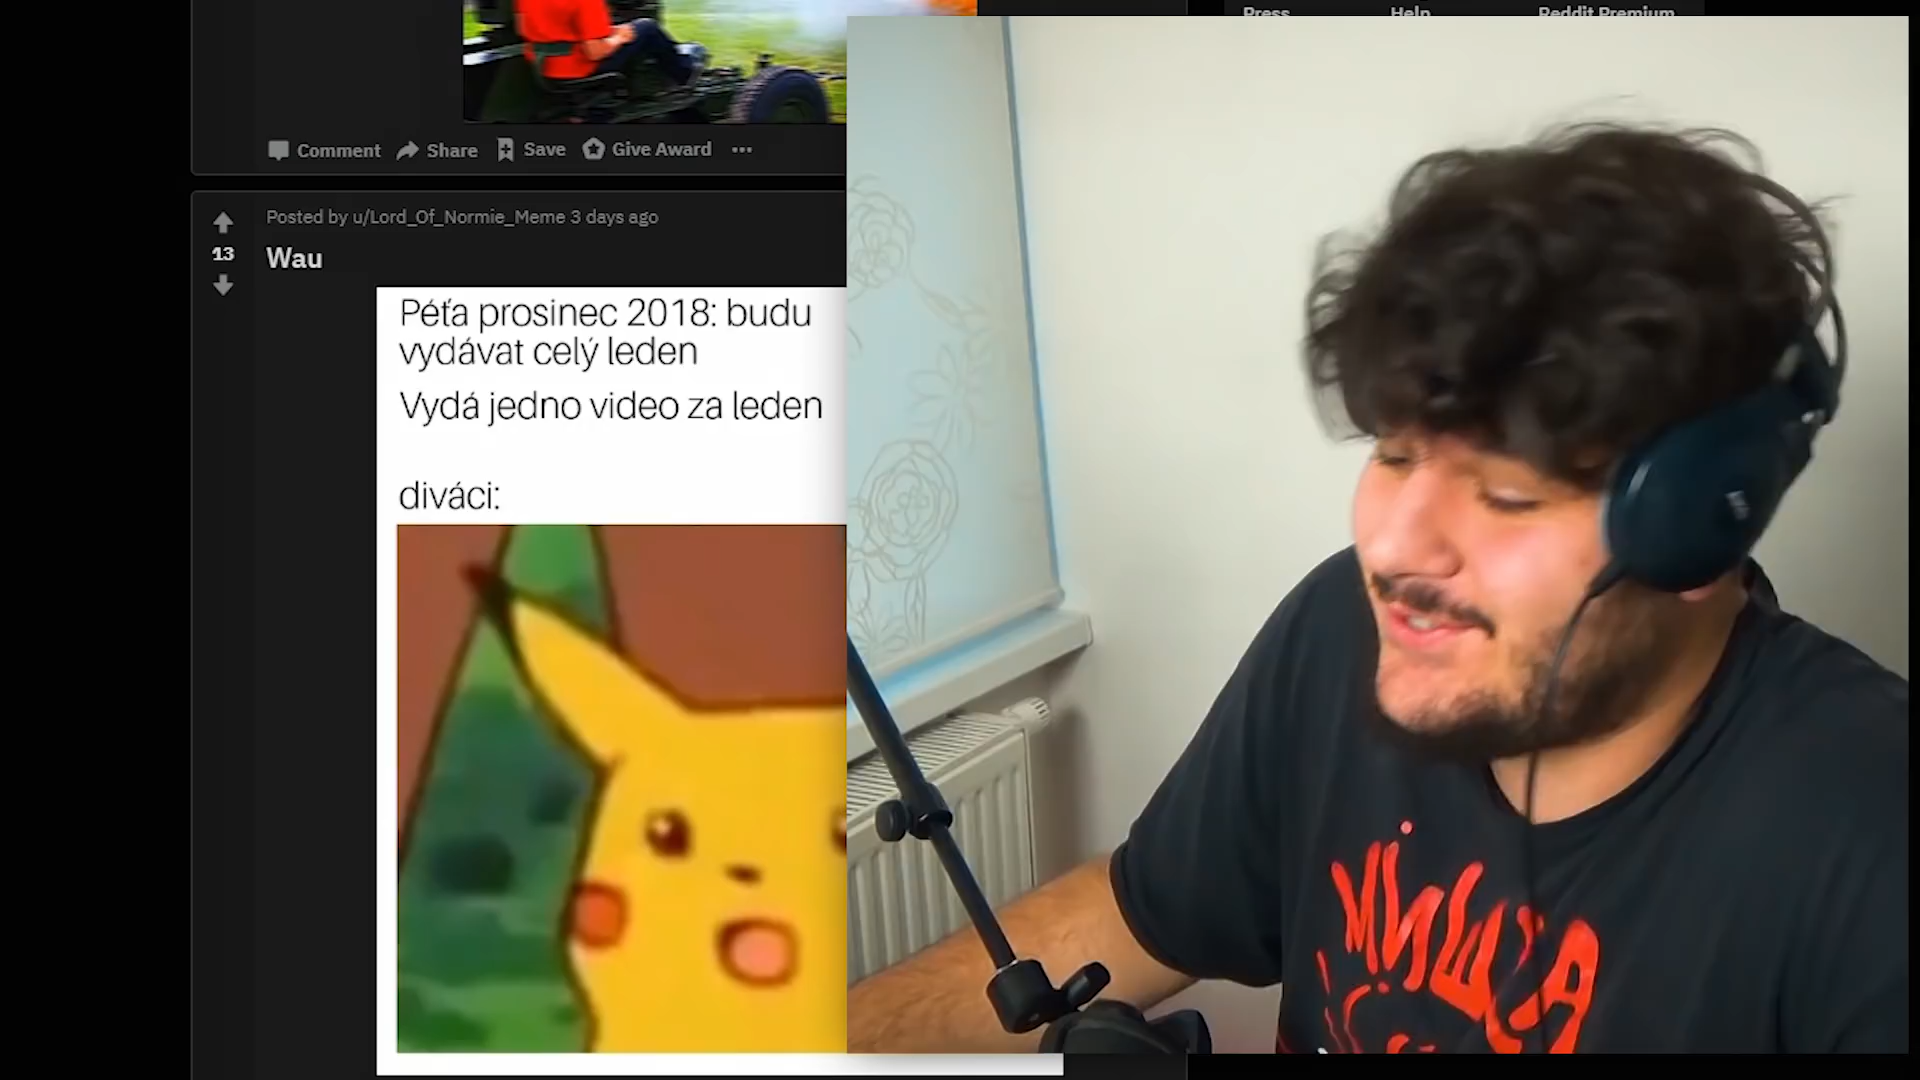 Press Help Reddit Premium
Comment Share Save Give Award
Posted by u/Lord_Of_Normie_Meme 3 days ago
13
Wau
Péťa prosinec 2018: budu
vydávat celý leden
Vydá jedno video za leden
diváci:
МИША